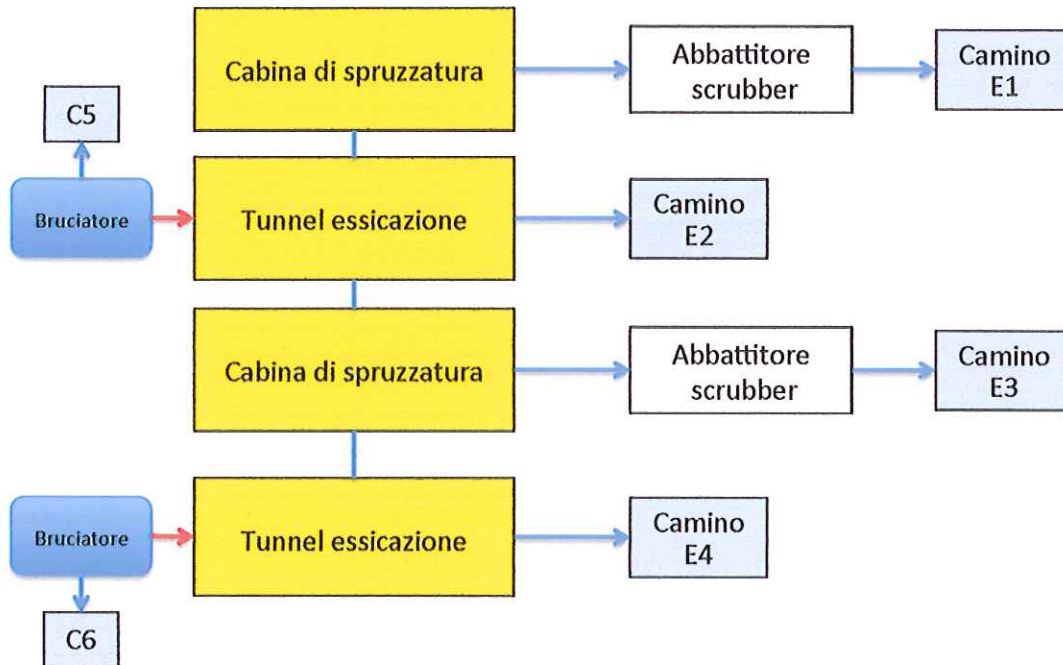 Cabina di spruzzatura
Abbattitore
scrubber
Camino
E1
C5
Bruciatore
Tunnel essicazione
Camino
E2
Cabina di spruzzatura
Abbattitore
scrubber
Camino
E3
Bruciatore
Tunnel essicazione
Camino
E4
C6